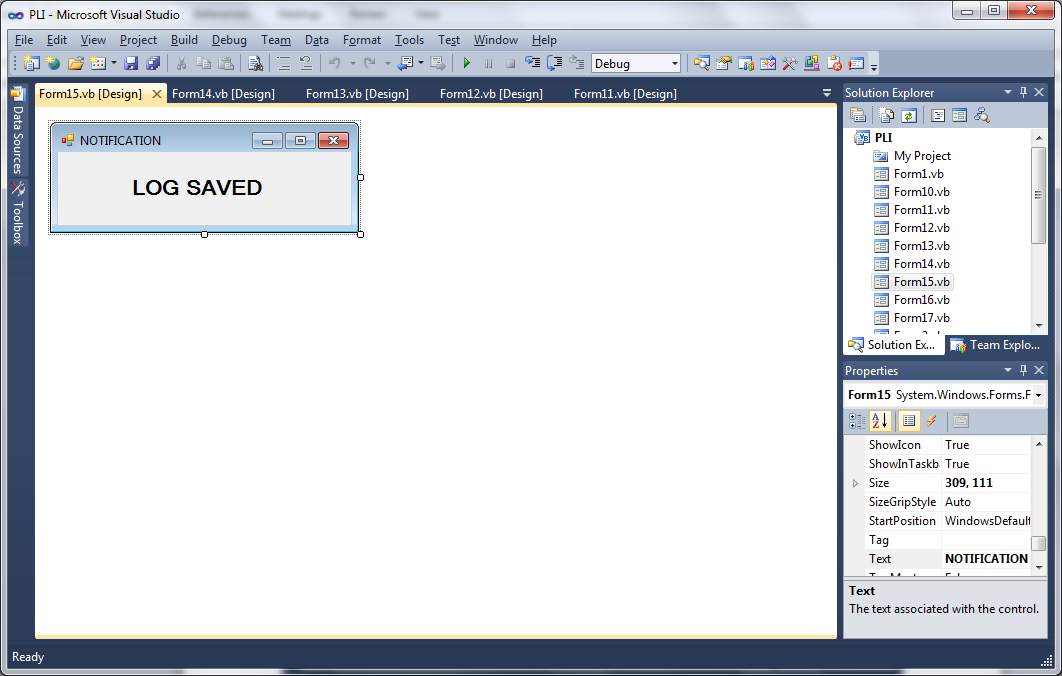 PLI - Microsoft Visual Studio
File Edit View Project Build Debug Team Data Format Tools Test Window Help
Debug
Data Sources
Toolbox
Form15.vb [Design] Form14.vb [Design] Form13.vb [Design] Form12.vb [Design] Form11.vb [Design]
NOTIFICATION
LOG SAVED
Solution Explorer
PLI
My Project
Form1.vb
Form10.vb
Form11.vb
Form12.vb
Form13.vb
Form14.vb
Form15.vb
Form16.vb
Form17.vb
Solution Ex... Team Explo...
Properties
Form15 System.Windows.Forms.F
ShowIcon True
ShowInTaskb True
Size 309, 111
SizeGripStyle Auto
StartPosition WindowsDefault
Tag
Text NOTIFICATION
Text
The text associated with the control.
Ready